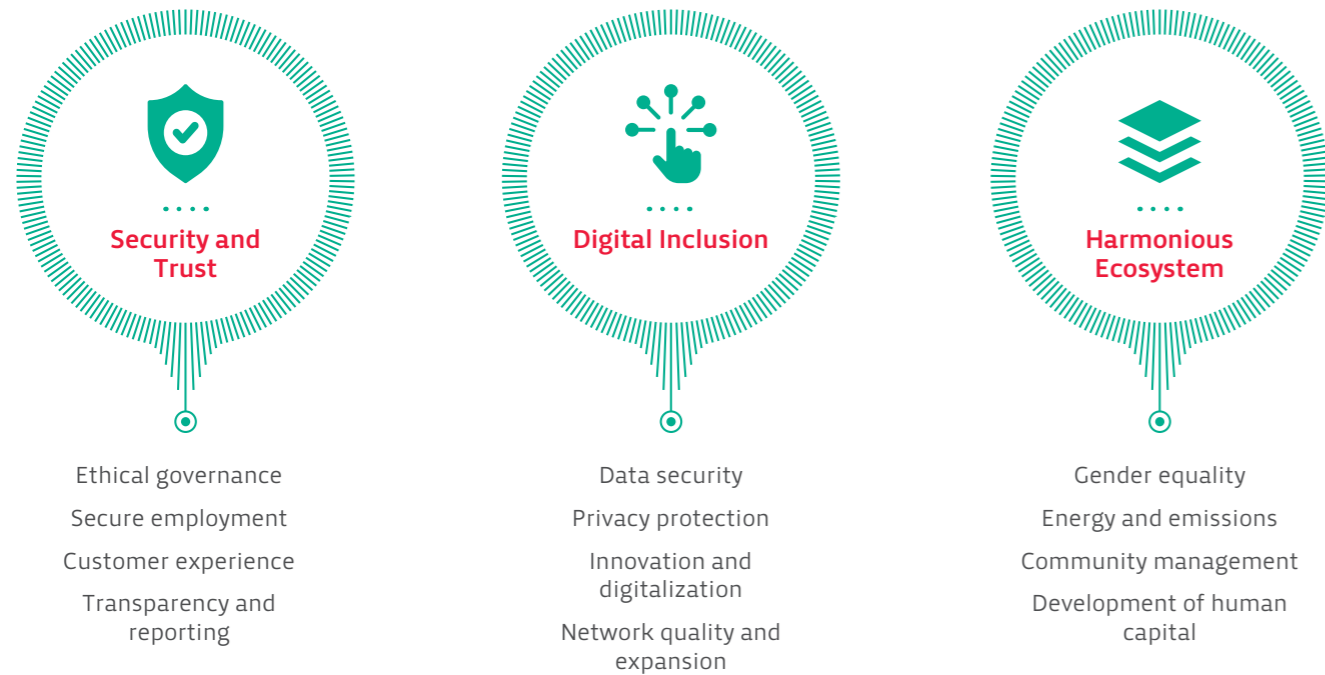 Security and
Trust
Ethical governance
Secure employment
Customer experience
Transparency and
reporting
Digital Inclusion
Data security
Privacy protection
Innovation and
digitalization
Network quality and
expansion
Harmonious
Ecosystem
Gender equality
Energy and emissions
Community management
Development of human
capital